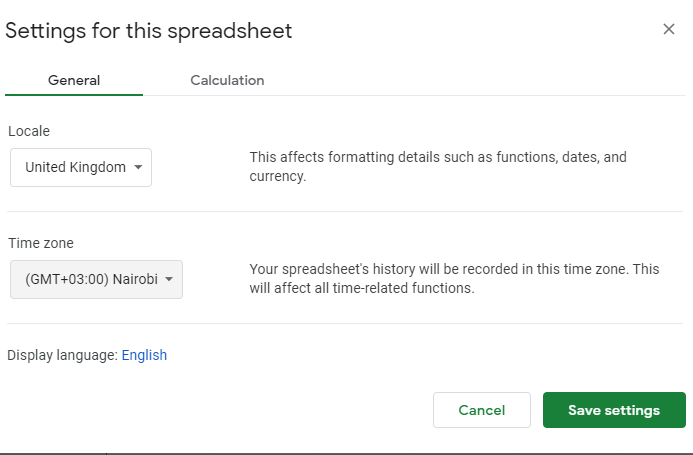 Settings for this spreadsheet
General
Calculation
Locale
United Kingdom
This affects formatting details such as functions, dates, and
currency.
Time zone
(GMT+03:00) Nairobi
Your spreadsheet's history will be recorded in this time zone. This
will affect all time-related functions.
Display language: English
Cancel
Save settings